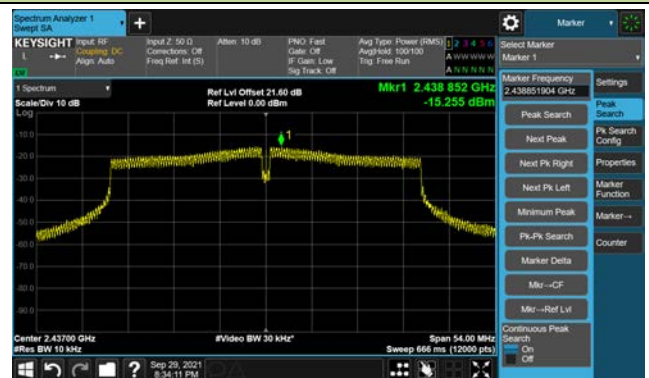 Spectrum Analyzer 1
Swept SA
+
Marker
KEYSIGHT
Input: RF
Coupling: DC
Align: Auto
Input Z: 50 Ω
Corrections: Off
Freq Ref: Int (S)
Atten: 10 dB
PNO: Fast
Gate: Off
IF Gain: Low
Sig Track: Off
Avg Type: Power (RMS)
Avg|Hold: 100/100
Trig: Free Run
1 2 3 4 5 6
A W W W W W
A N N N N N
L
LW
Select Marker
Marker 1
1 Spectrum
Scale/Div 10 dB
Log
Ref Lvl Offset 21.60 dB
Ref Level 0.00 dBm
Mkr1 2.438 852 GHz
-15.255 dBm
1
-10.0
-20.0
-30.0
-40.0
-50.0
-60.0
-70.0
-80.0
-90.0
Center 2.43700 GHz
#Res BW 10 kHz
#Video BW 30 kHz*
Span 54.00 MHz
Sweep 666 ms (12000 pts)
Marker Frequency
2.438851904 GHz
Peak Search
Next Peak
Next Pk Right
Next Pk Left
Minimum Peak
Pk-Pk Search
Marker Delta
Mkr→CF
Mkr→Ref Lvl
Continuous Peak
Search
On
Off
Settings
Peak
Search
Pk Search
Config
Properties
Marker
Function
Marker→
Counter
?
Sep 29, 2021
8:34:11 PM